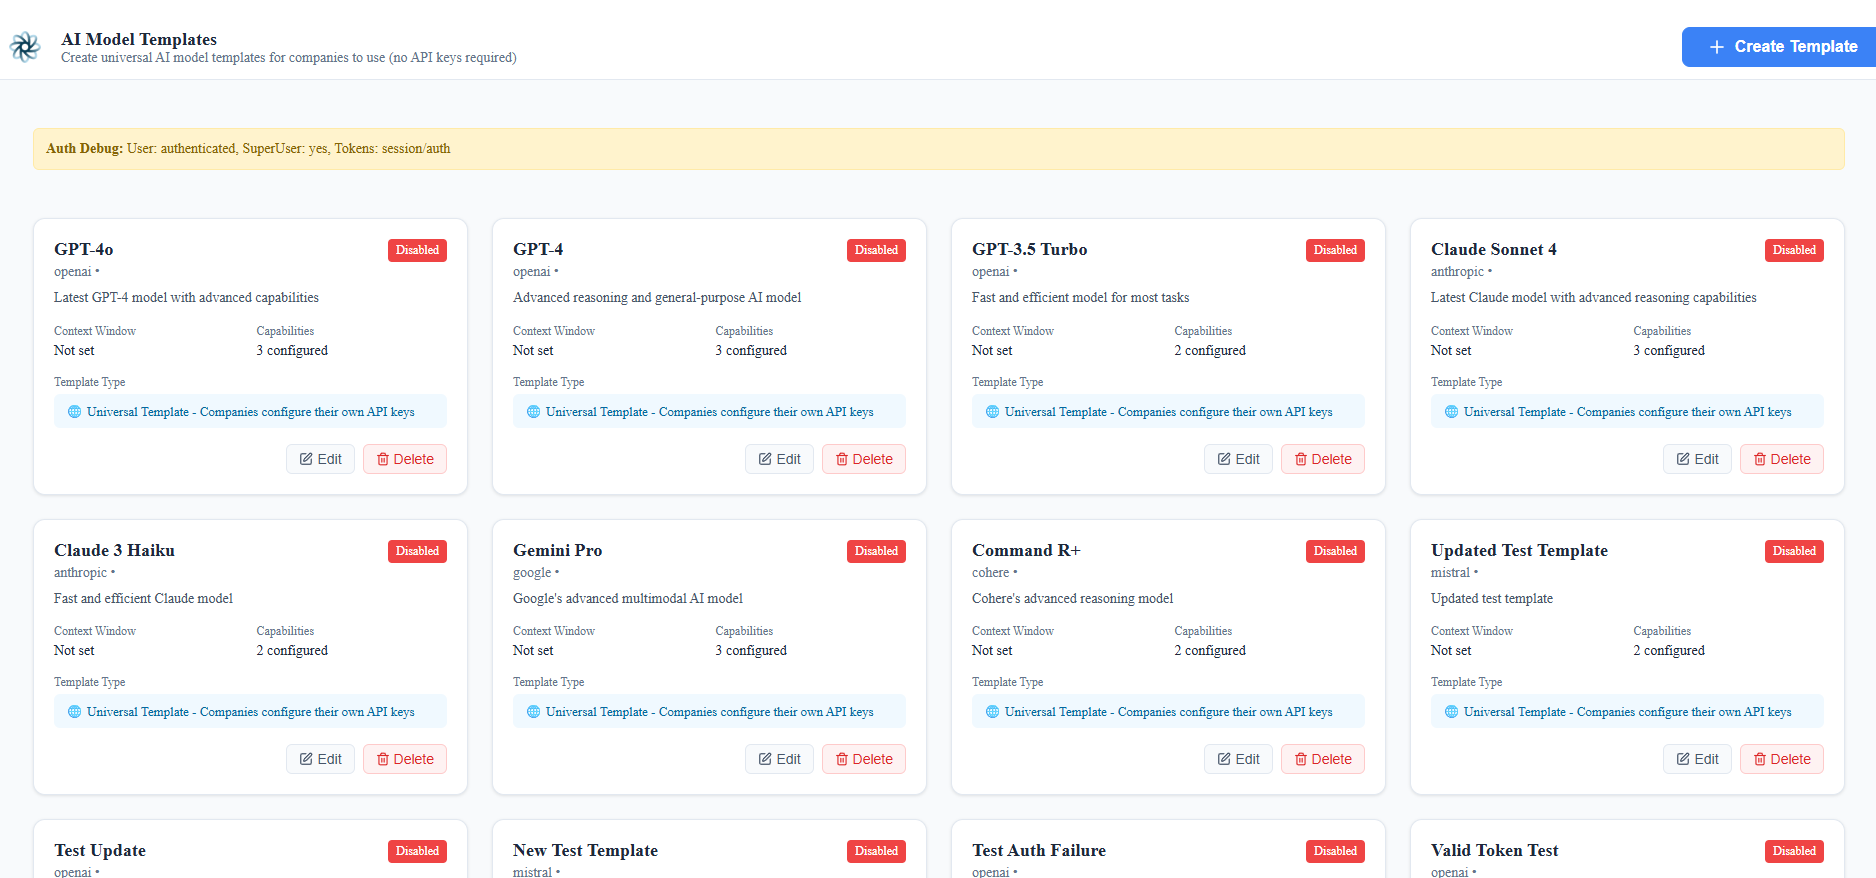 AI Model Templates
Create universal AI model templates for companies to use (no API keys required)
+ Create Template
Auth Debug: User: authenticated, SuperUser: yes, Tokens: session/auth
GPT-4o
Disabled
openai •
Latest GPT-4 model with advanced capabilities
Context Window
Capabilities
Not set
3 configured
Template Type
Universal Template - Companies configure their own API keys
Edit
Delete
GPT-4
Disabled
openai •
Advanced reasoning and general-purpose AI model
Context Window
Capabilities
Not set
3 configured
Template Type
Universal Template - Companies configure their own API keys
Edit
Delete
GPT-3.5 Turbo
Disabled
openai •
Fast and efficient model for most tasks
Context Window
Capabilities
Not set
2 configured
Template Type
Universal Template - Companies configure their own API keys
Edit
Delete
Claude Sonnet 4
Disabled
anthropic •
Latest Claude model with advanced reasoning capabilities
Context Window
Capabilities
Not set
3 configured
Template Type
Universal Template - Companies configure their own API keys
Edit
Delete
Claude 3 Haiku
Disabled
anthropic •
Fast and efficient Claude model
Context Window
Capabilities
Not set
2 configured
Template Type
Universal Template - Companies configure their own API keys
Edit
Delete
Gemini Pro
Disabled
google •
Google's advanced multimodal AI model
Context Window
Capabilities
Not set
3 configured
Template Type
Universal Template - Companies configure their own API keys
Edit
Delete
Command R+
Disabled
cohere •
Cohere's advanced reasoning model
Context Window
Capabilities
Not set
2 configured
Template Type
Universal Template - Companies configure their own API keys
Edit
Delete
Updated Test Template
Disabled
mistral •
Updated test template
Context Window
Capabilities
Not set
2 configured
Template Type
Universal Template - Companies configure their own API keys
Edit
Delete
Test Update
Disabled
openai •
New Test Template
Disabled
mistral •
Test Auth Failure
Disabled
openai •
Valid Token Test
Disabled
openai •